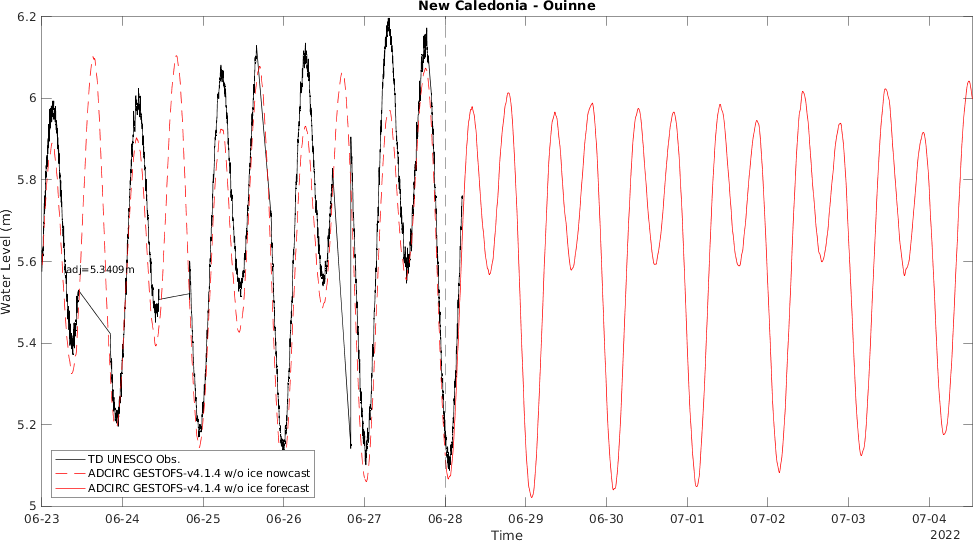 New Caledonia - Ouinne
6.2
6
5.8
5.6
5.4
5.2
5
Water Level (m)
adj=5.3409m
TD UNESCO Obs.
ADCIRC GESTOFS-v4.1.4 w/o ice nowcast
ADCIRC GESTOFS-v4.1.4 w/o ice forecast
06-23 06-24 06-25 06-26 06-27 06-28 06-29 06-30 07-01 07-02 07-03 07-04
Time
2022